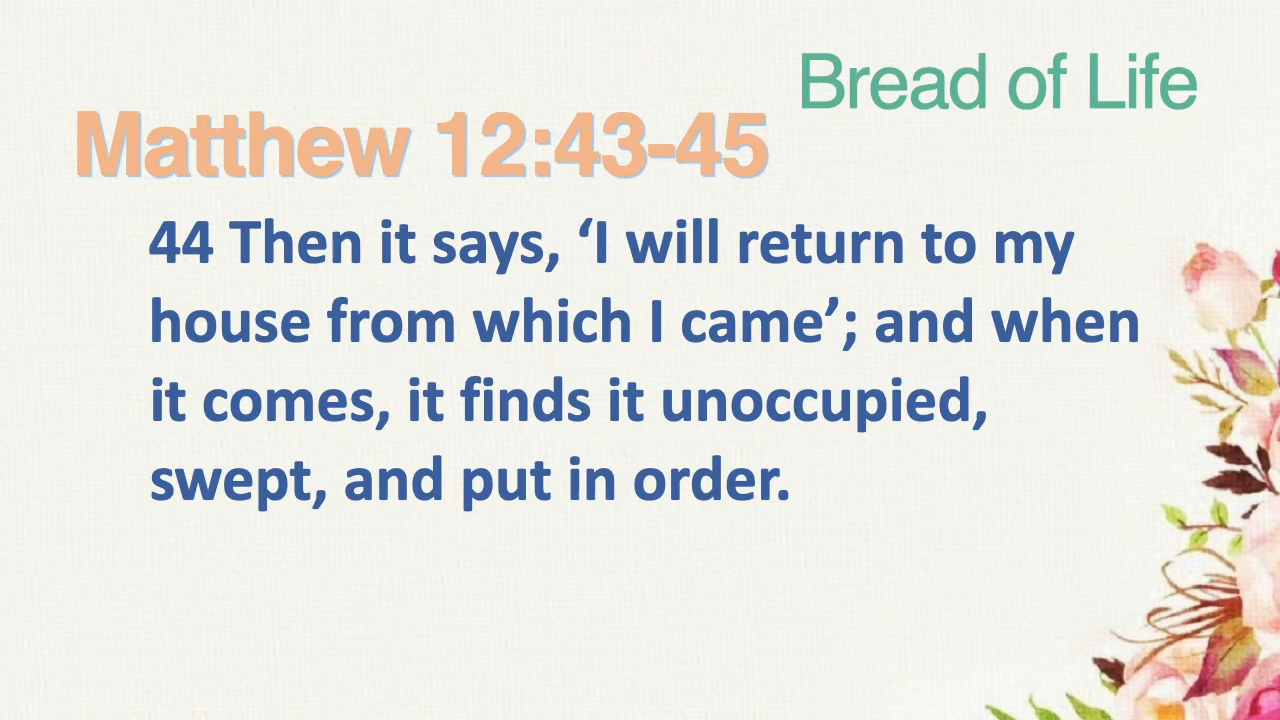 Bread of Life
Matthew 12:43-45
44 Then it says, ‘I will return to my
house from which I came’; and when
it comes, it finds it unoccupied,
swept, and put in order.